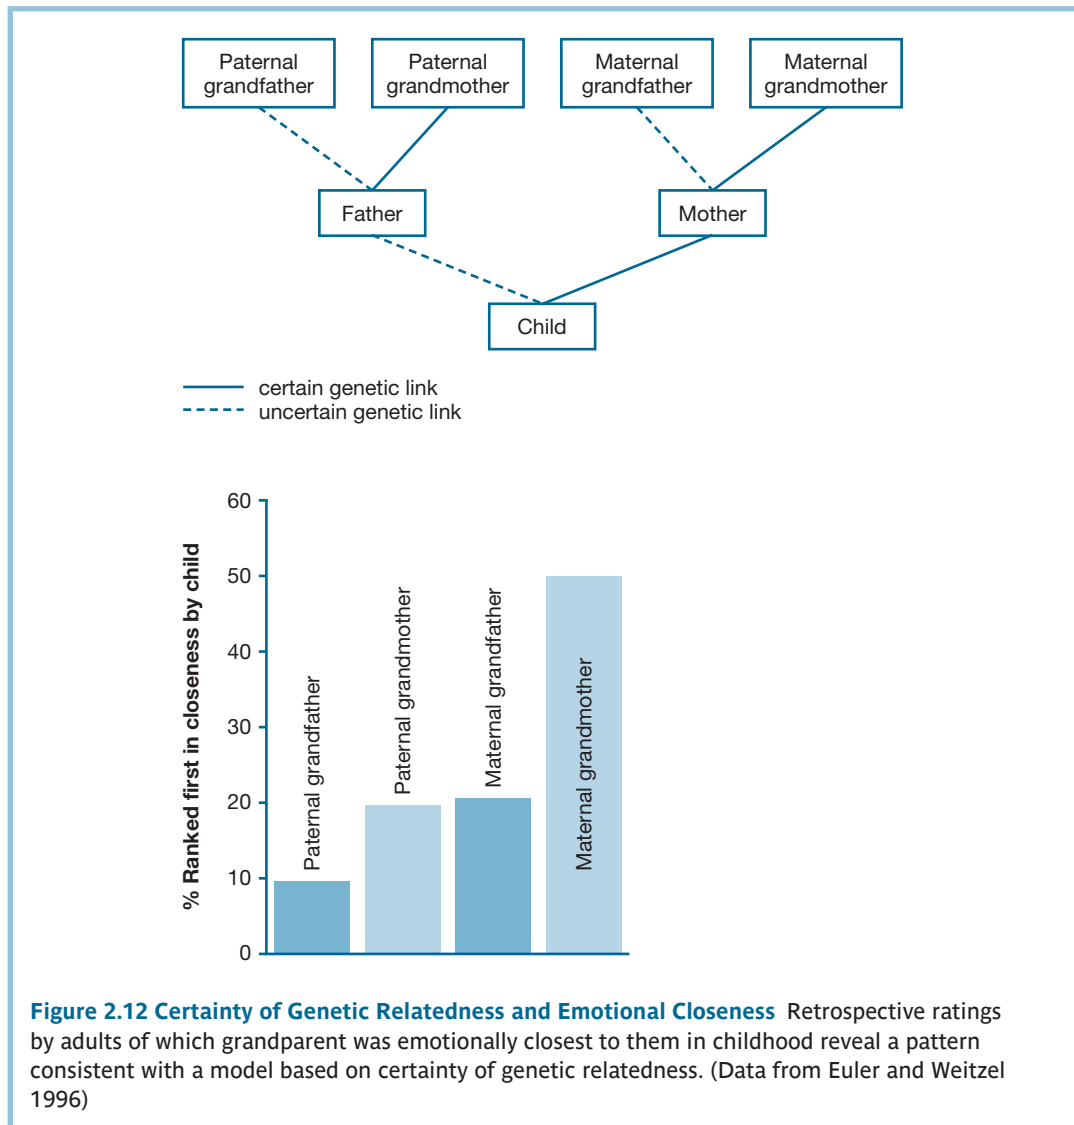 Paternal grandfather
Paternal grandmother
Maternal grandfather
Maternal grandmother
Father
Mother
Child
certain genetic link
uncertain genetic link
% Ranked first in closeness by child
60
50
40
30
20
10
0
Paternal grandfather
Paternal grandmother
Maternal grandfather
Maternal grandmother
Figure 2.12 Certainty of Genetic Relatedness and Emotional Closeness Retrospective ratings
by adults of which grandparent was emotionally closest to them in childhood reveal a pattern
consistent with a model based on certainty of genetic relatedness. (Data from Euler and Weitzel
1996)